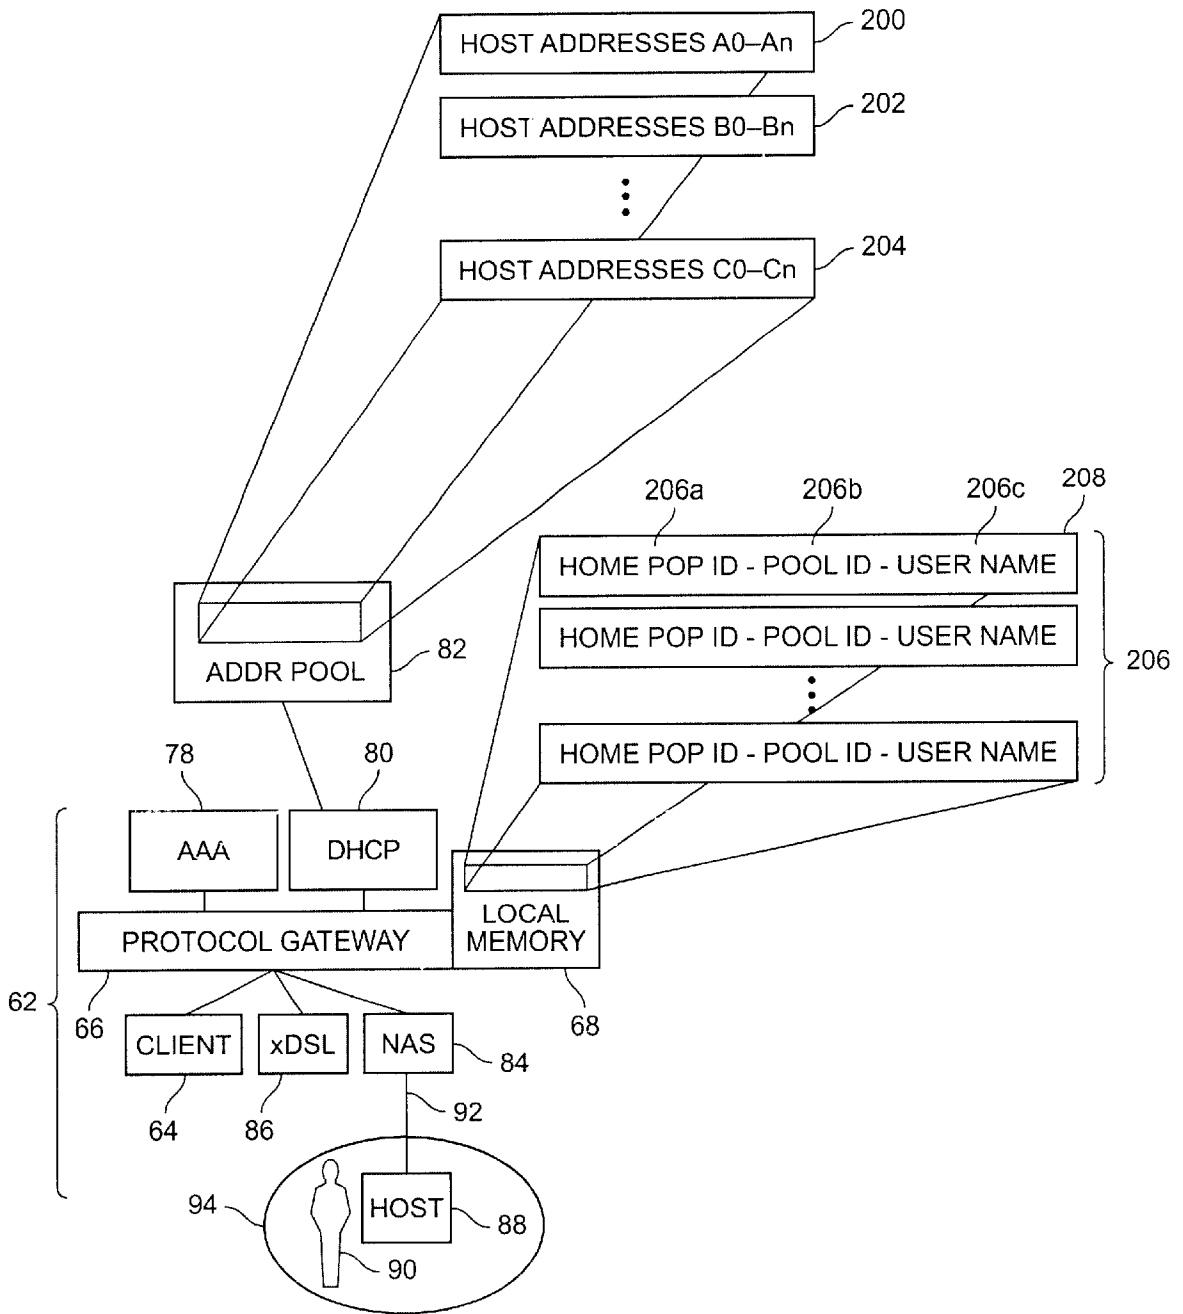 HOST ADDRESSES A0–An
200
HOST ADDRESSES B0–Bn
202
HOST ADDRESSES C0–Cn
204
206a
206b
206c
208
HOME POP ID - POOL ID - USER NAME
HOME POP ID - POOL ID - USER NAME
206
HOME POP ID - POOL ID - USER NAME
ADDR POOL
82
78
80
AAA
DHCP
LOCAL
MEMORY
PROTOCOL GATEWAY
62
66
68
CLIENT
xDSL
NAS
84
64
86
92
94
HOST
88
90